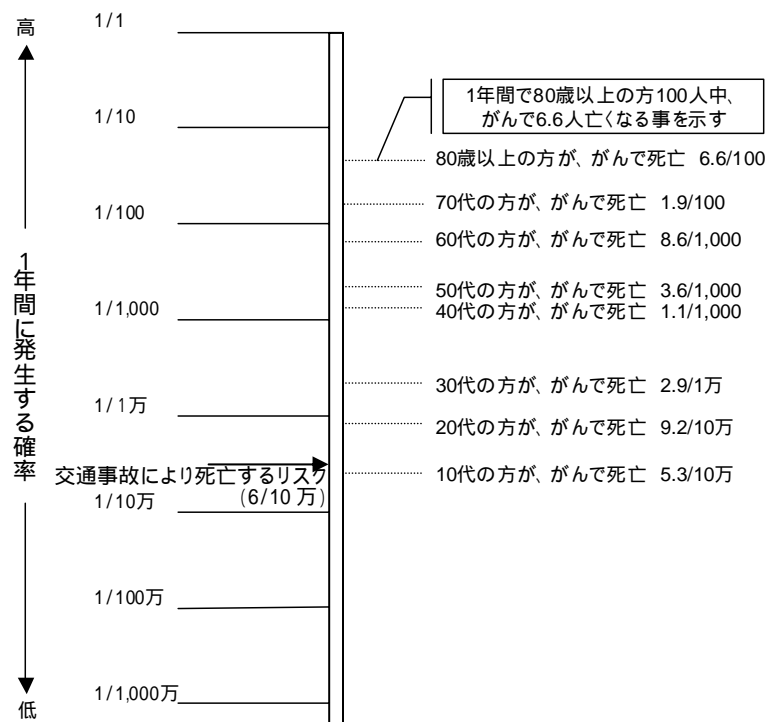 高
1年間に発生する確率
低
1/1
1/10
1/100
1/1,000
1/1万
交通事故により死亡するリスク
(6/10万)
1/10万
1/100万
1/1,000万
1年間で80歳以上の方100人中、
がんで6.6人亡くなる事を示す
80歳以上の方が、がんで死亡 6.6/100
70代の方が、がんで死亡 1.9/100
60代の方が、がんで死亡 8.6/1,000
50代の方が、がんで死亡 3.6/1,000
40代の方が、がんで死亡 1.1/1,000
30代の方が、がんで死亡 2.9/1万
20代の方が、がんで死亡 9.2/10万
10代の方が、がんで死亡 5.3/10万